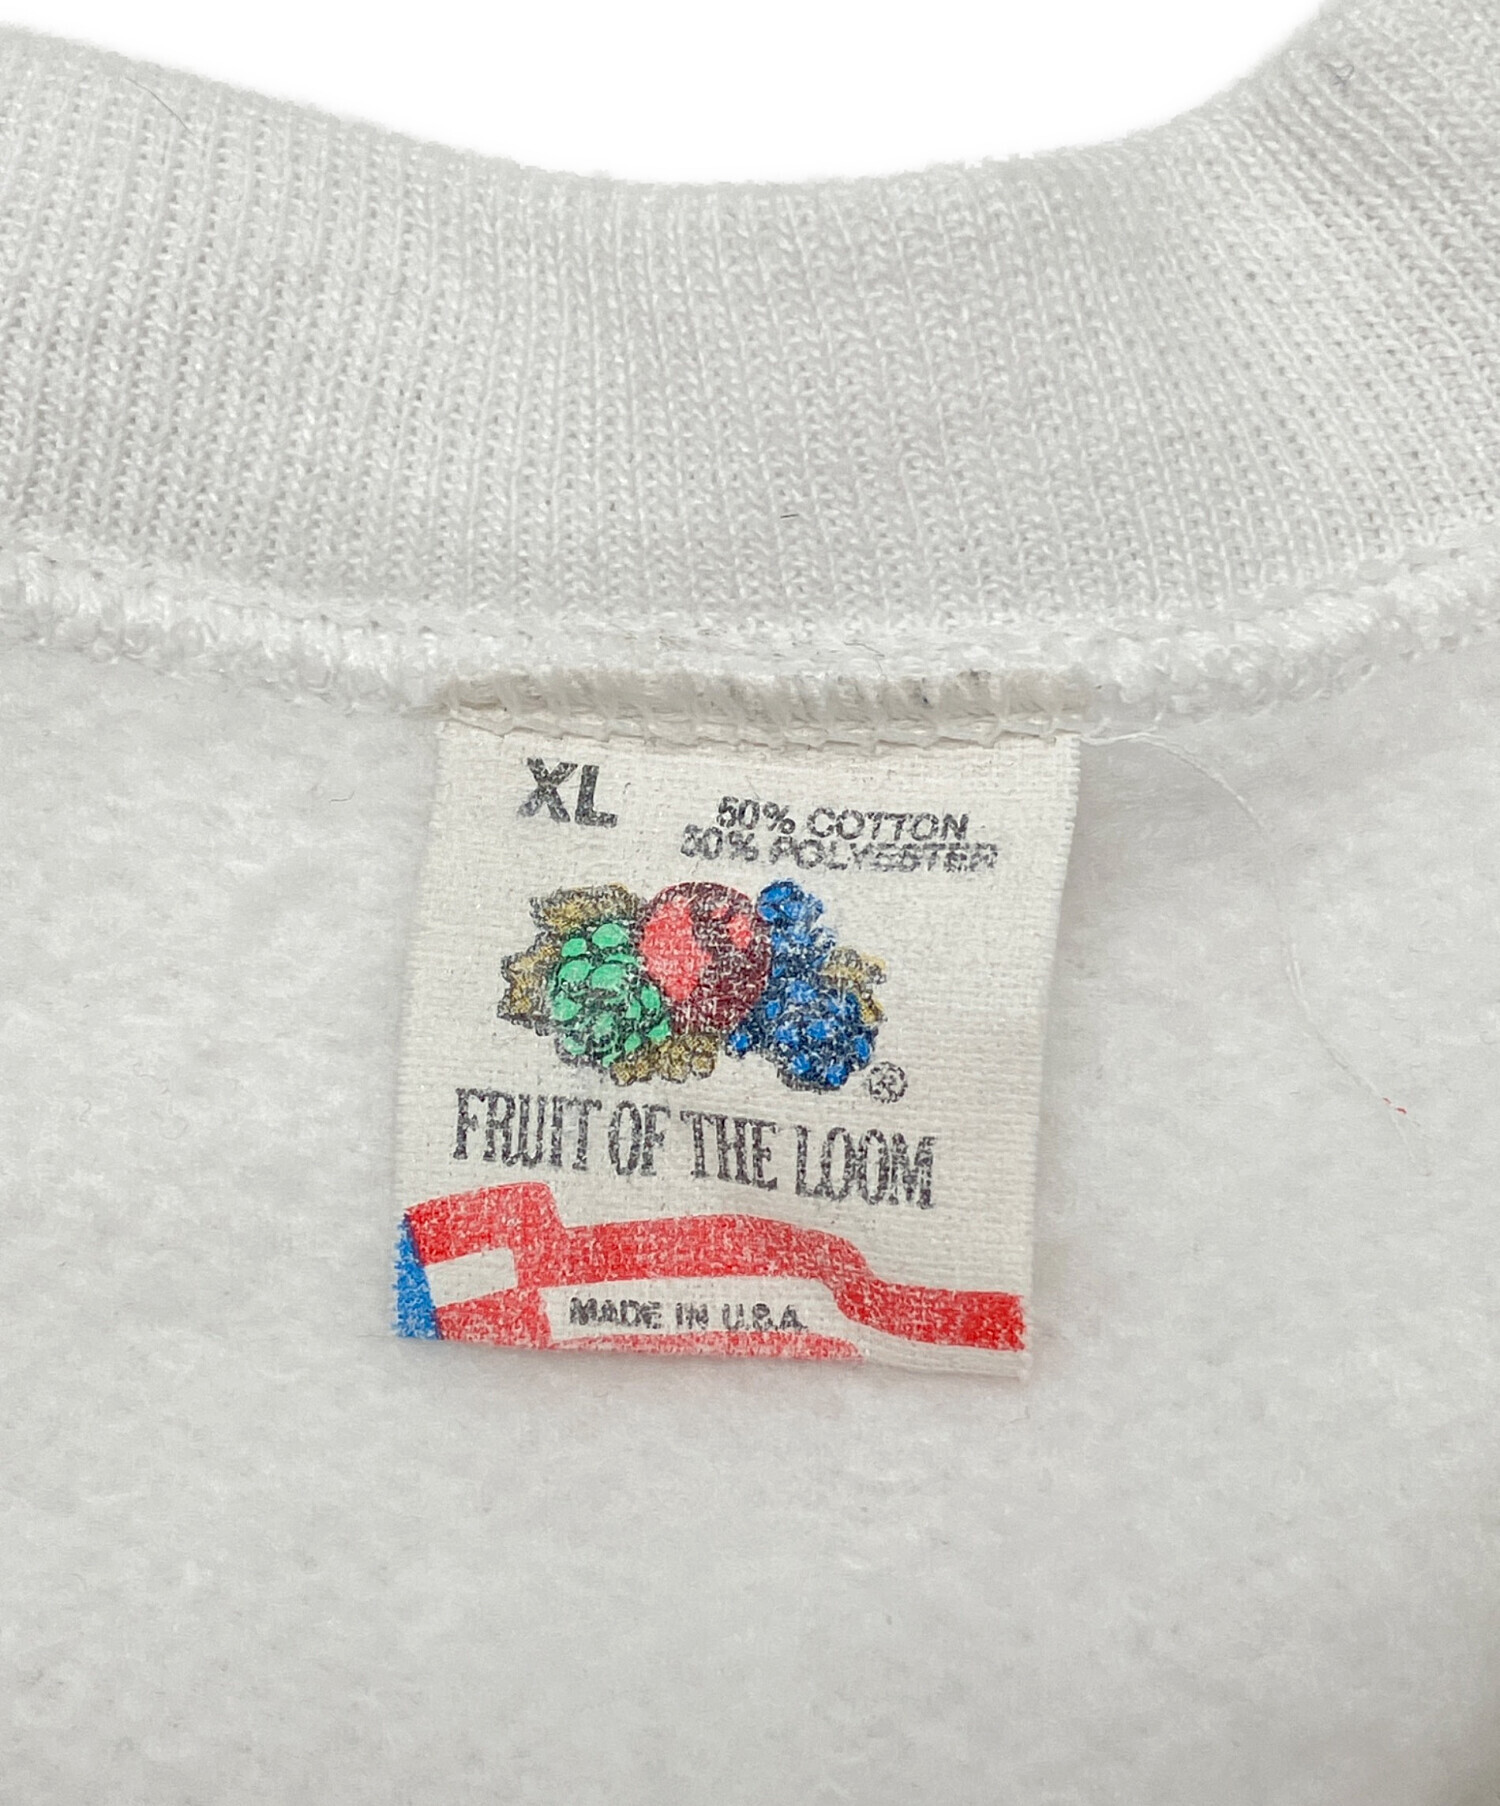 XL
50% COTTON
50% POLYESTER
®
FRUIT OF THE LOOM
MADE IN U.S.A.